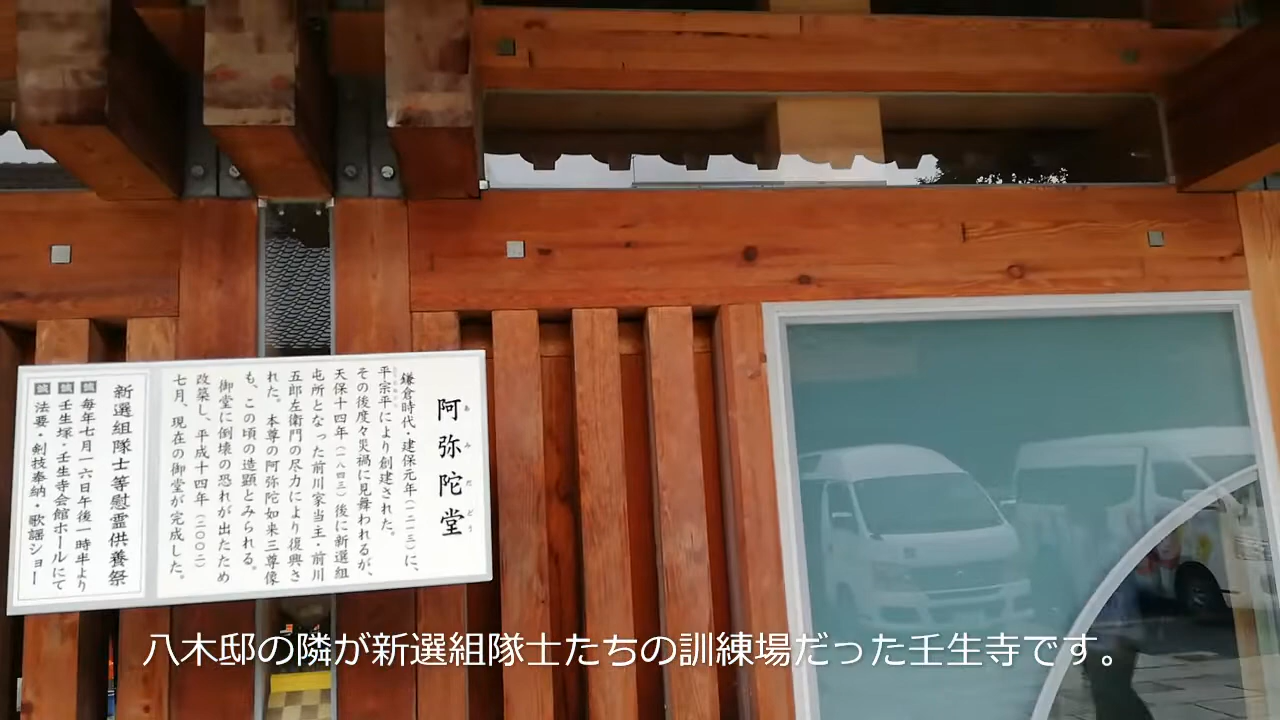 阿弥陀堂
あみだどう
鎌倉時代・建保元年(一二一三)に、
平宗平により創建された。
その後度々災禍に見舞われるが、
天保十四年(一八四三)後に新選組
屯所となった前川家当主・前川
五郎左衛門の尽力により復興さ
れた。本尊の阿弥陀如来三尊像
も、この頃の造顕とみられる。
御堂に倒壊の恐れが出たため
改築し、平成十四年(二〇〇二)
七月、現在の御堂が完成した。
新選組隊士等慰霊供養祭
毎年七月一六日午後一時半より
壬生塚・壬生寺会館ホールにて
法要・剣技奉納・歌謡ショー
八木邸の隣が新選組隊士たちの訓練場だった壬生寺です。